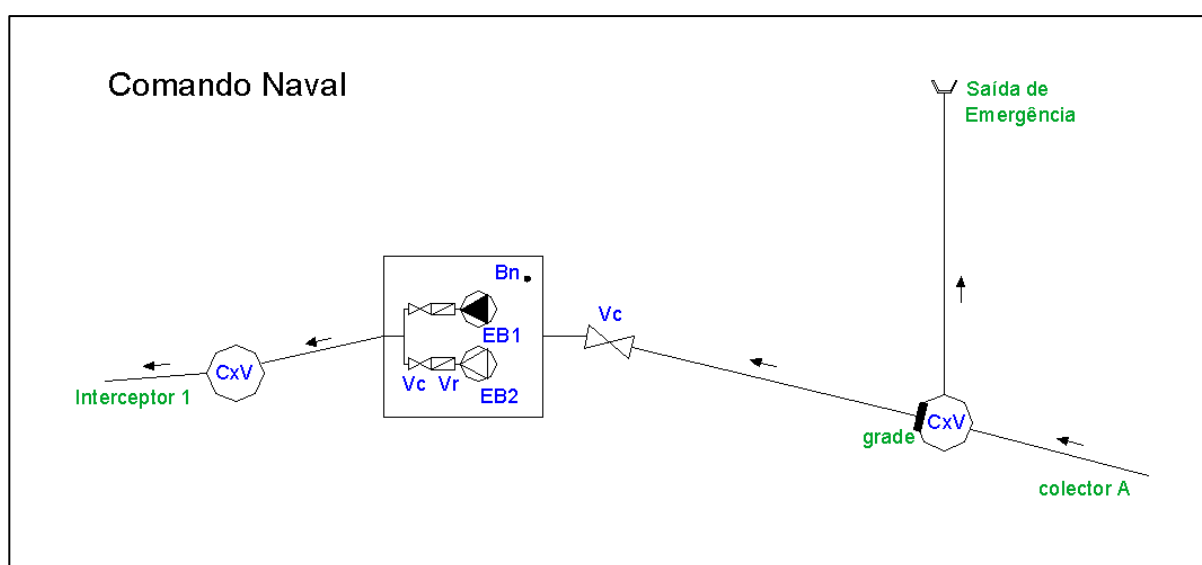 Comando Naval
Saída de
Emergência
Bn
Vc
EB1
CxV
Vc Vr
EB2
Interceptor 1
CxV
grade
colector A